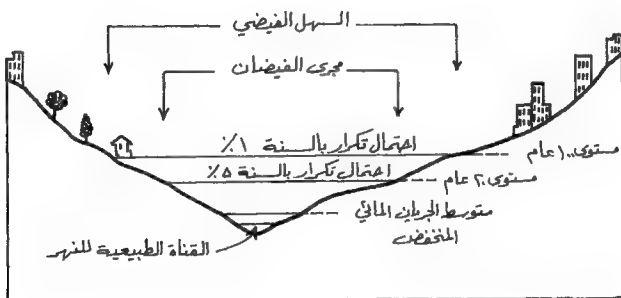 السهل الفيضي
مجرى الفيضان
احتمال تكرار بالسنة ١٪
مستوى ١٠٠ عام
احتمال تكرار بالسنة ٥٪
مستوى ٢٠ عام
متوسط الجريان المائي
المنخفض
القناة الطبيعية للنهر